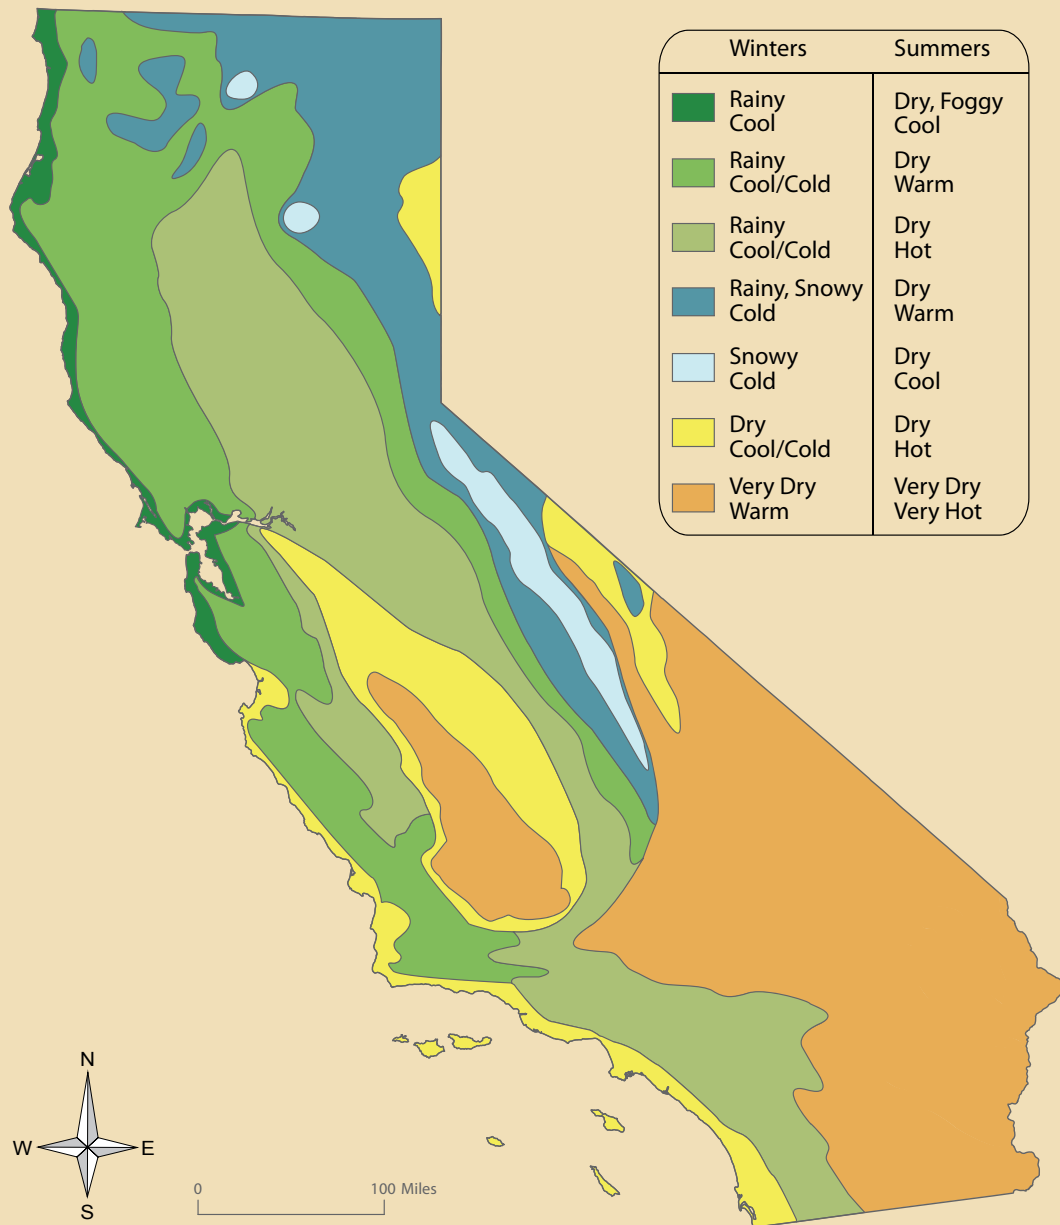 Winters Summers
Rainy Dry, Foggy
Cool Cool
Rainy Dry
Cool/Cold Warm
Rainy Dry
Cool/Cold Hot
Rainy, Snowy Dry
Cold Warm
Snowy Dry
Cold Cool
Dry Dry
Cool/Cold Hot
Very Dry Very Dry
Warm Very Hot
N
W E
S
0 100 Miles